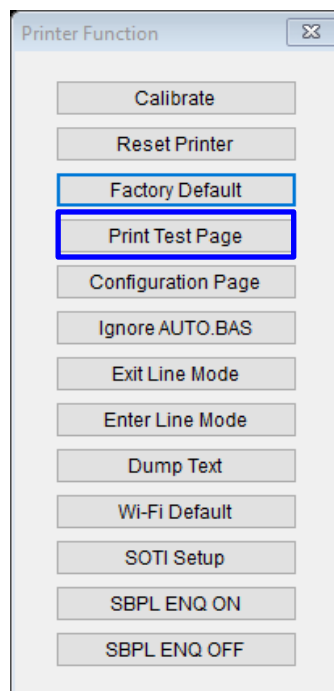 Printer Function
Calibrate
Reset Printer
Factory Default
Print Test Page
Configuration Page
Ignore AUTO.BAS
Exit Line Mode
Enter Line Mode
Dump Text
Wi-Fi Default
SOTI Setup
SBPL ENQ ON
SBPL ENQ OFF